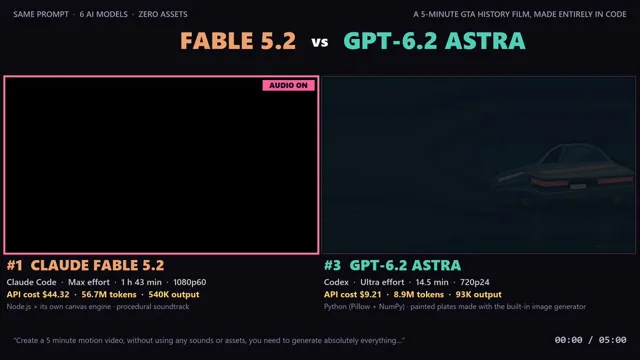 SAME PROMPT · 6 AI MODELS · ZERO ASSETS
A 5-MINUTE GTA HISTORY FILM, MADE ENTIRELY IN CODE
FABLE 5.2 vs GPT-6.2 ASTRA
AUDIO ON
#1 CLAUDE FABLE 5.2
Claude Code · Max effort · 1 h 43 min · 1080p60
API cost $44.32 · 56.7M tokens · 540K output
Node.js + its own canvas engine · procedural soundtrack
#3 GPT-6.2 ASTRA
Codex · Ultra effort · 14.5 min · 720p24
API cost $9.21 · 8.9M tokens · 93K output
Python (Pillow + NumPy) · painted plates made with the built-in image generator
"Create a 5 minute motion video, without using any sounds or assets, you need to generate absolutely everything..."
00:00 / 05:00